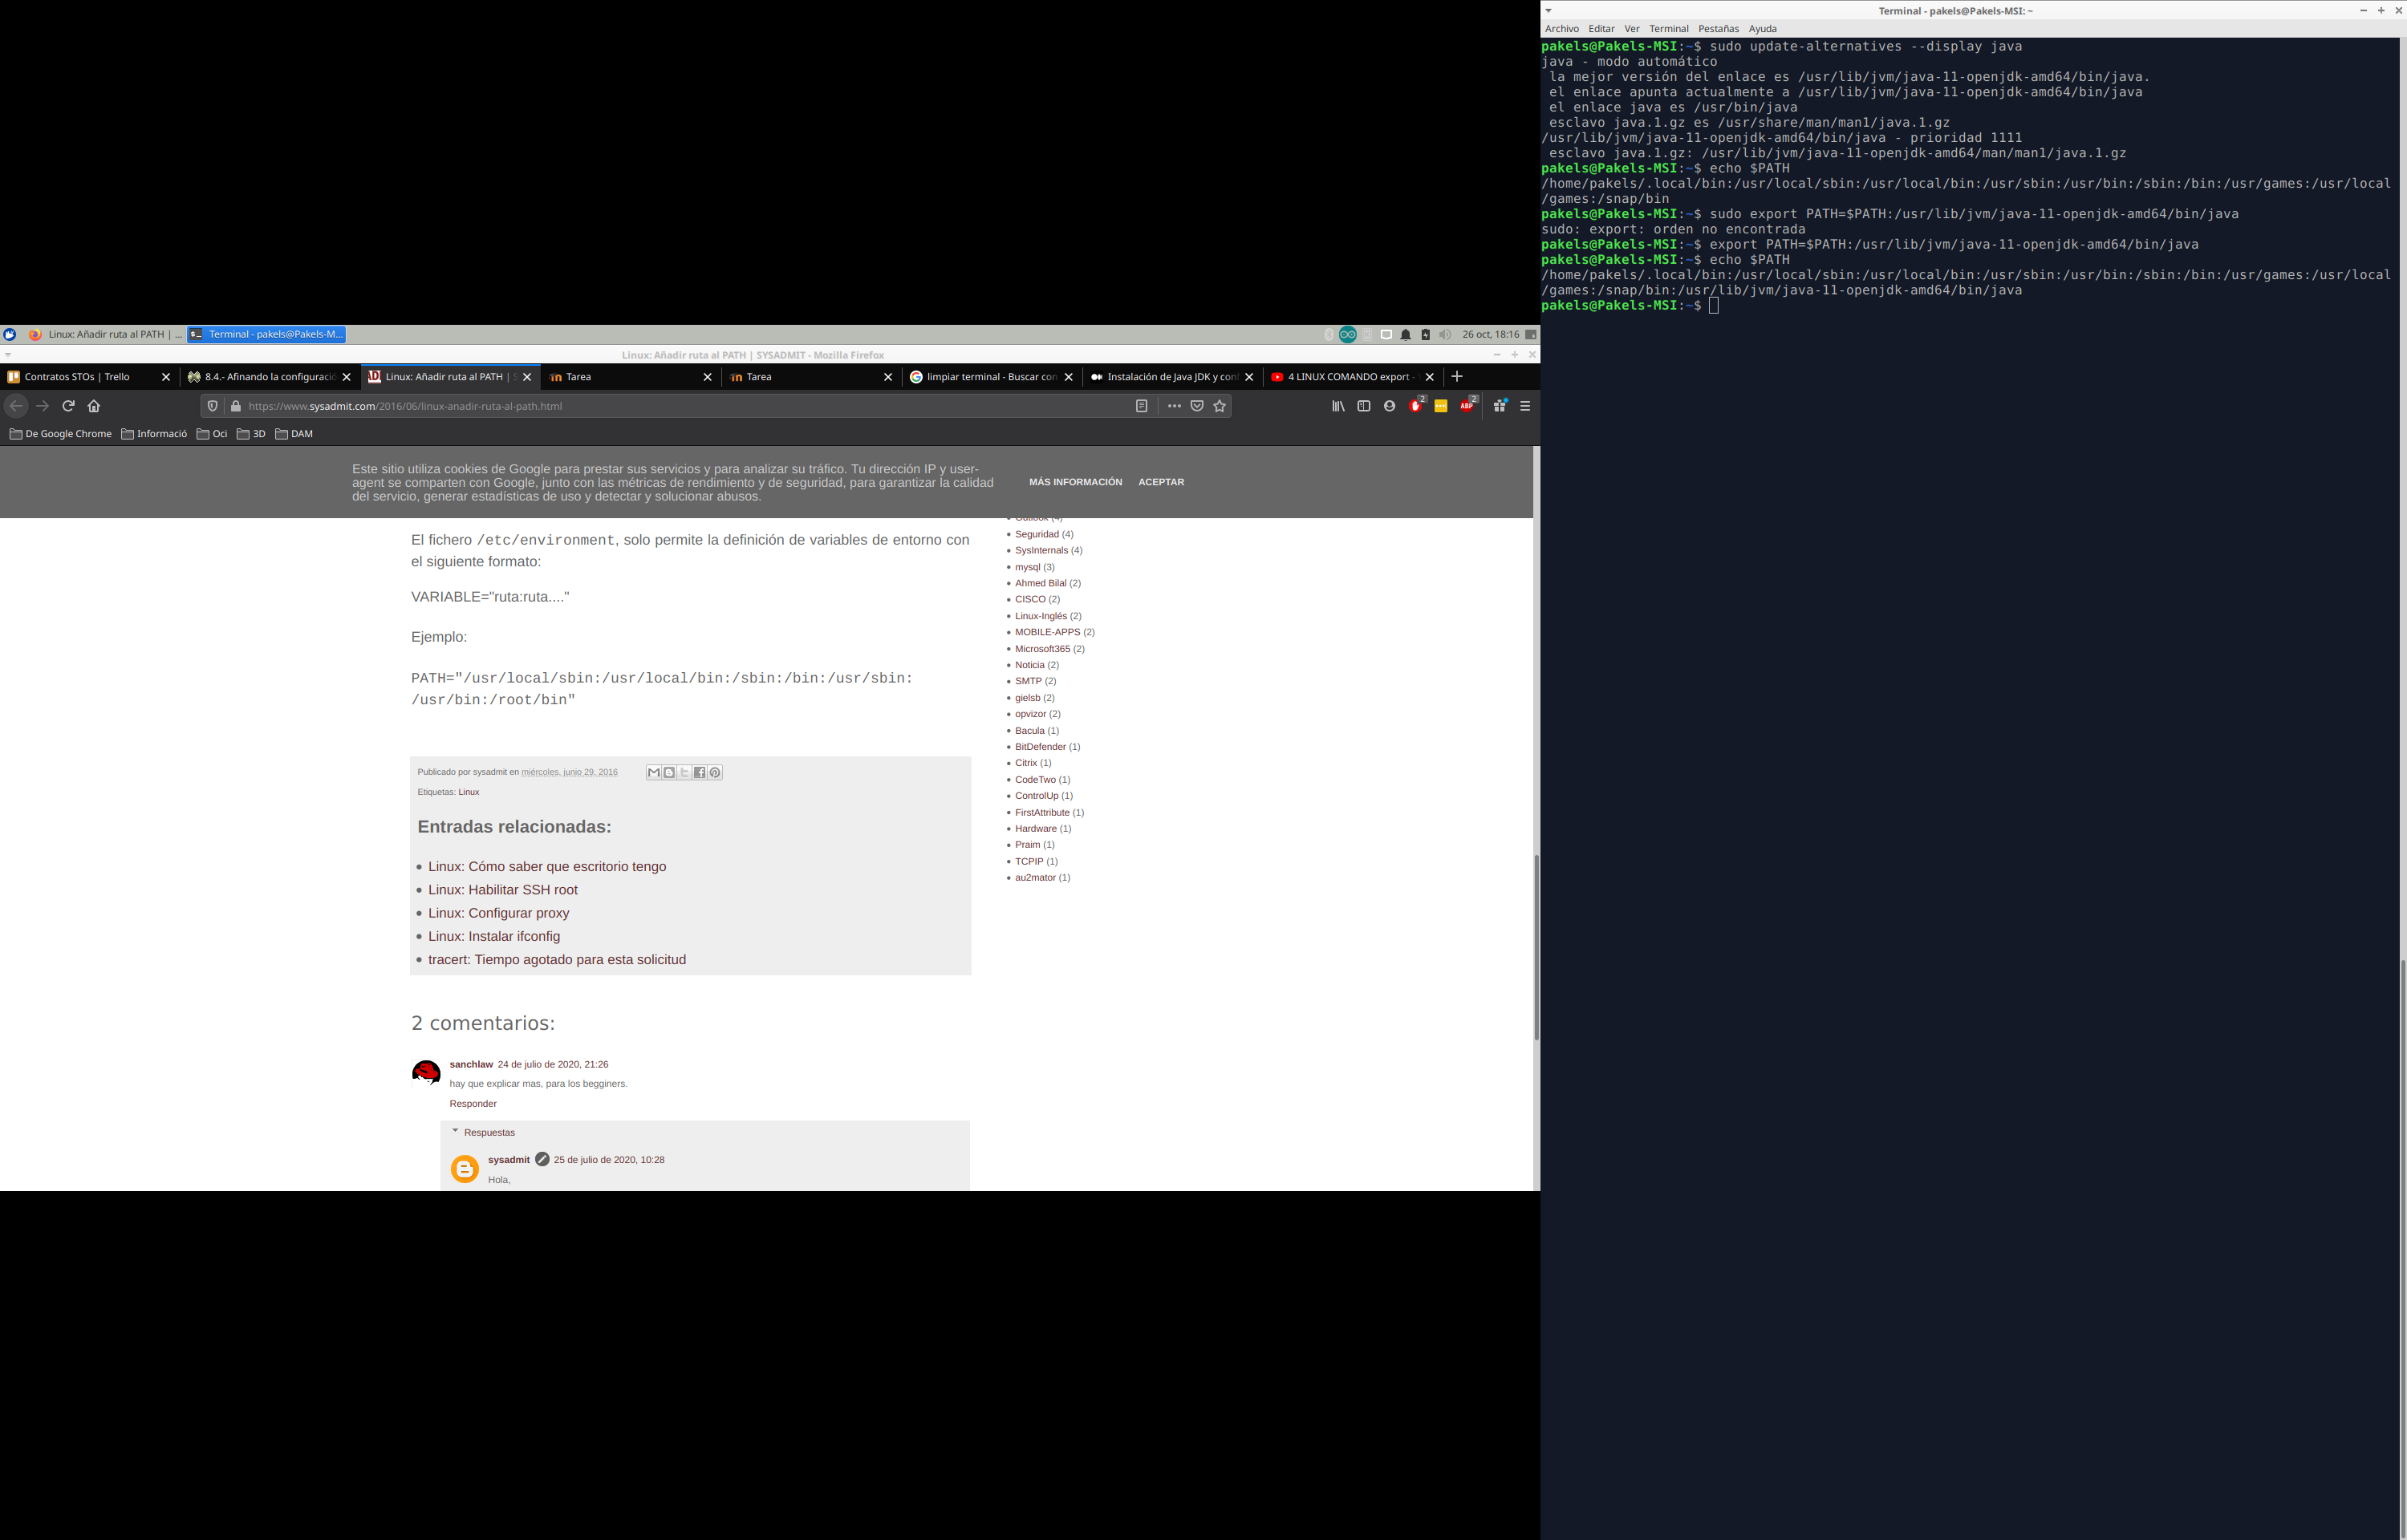 Terminal - pakels@Pakels-MSI: ~
Archivo Editar Ver Terminal Pestañas Ayuda
pakels@Pakels-MSI:~$ sudo update-alternatives --display java
java - modo automático
la mejor versión del enlace es /usr/lib/jvm/java-11-openjdk-amd64/bin/java.
el enlace apunta actualmente a /usr/lib/jvm/java-11-openjdk-amd64/bin/java
el enlace java es /usr/bin/java
esclavo java.1.gz es /usr/share/man/man1/java.1.gz
/usr/lib/jvm/java-11-openjdk-amd64/bin/java - prioridad 1111
esclavo java.1.gz: /usr/lib/jvm/java-11-openjdk-amd64/man/man1/java.1.gz
pakels@Pakels-MSI:~$ echo $PATH
/home/pakels/.local/bin:/usr/local/sbin:/usr/local/bin:/usr/sbin:/usr/bin:/sbin:/bin:/usr/games:/usr/local
/games:/snap/bin
pakels@Pakels-MSI:~$ sudo export PATH=$PATH:/usr/lib/jvm/java-11-openjdk-amd64/bin/java
sudo: export: orden no encontrada
pakels@Pakels-MSI:~$ export PATH=$PATH:/usr/lib/jvm/java-11-openjdk-amd64/bin/java
pakels@Pakels-MSI:~$ echo $PATH
/home/pakels/.local/bin:/usr/local/sbin:/usr/local/bin:/usr/sbin:/usr/bin:/sbin:/bin:/usr/games:/usr/local
/games:/snap/bin:/usr/lib/jvm/java-11-openjdk-amd64/bin/java
pakels@Pakels-MSI:~$
Linux: Añadir ruta al PATH | ... Terminal - pakels@Pakels-M... 26 oct, 18:16
Linux: Añadir ruta al PATH | SYSADMIT - Mozilla Firefox
Contratos STOs | Trello 8.4.- Afinando la configuració Linux: Añadir ruta al PATH | S Tarea Tarea limpiar terminal - Buscar con Instalación de Java JDK y conf 4 LINUX COMANDO export -
https://www.sysadmit.com/2016/06/linux-anadir-ruta-al-path.html 2 ABP 2
De Google Chrome Informació Oci 3D DAM
Este sitio utiliza cookies de Google para prestar sus servicios y para analizar su tráfico. Tu dirección IP y user-
agent se comparten con Google, junto con las métricas de rendimiento y de seguridad, para garantizar la calidad
del servicio, generar estadísticas de uso y detectar y solucionar abusos.
MÁS INFORMACIÓN ACEPTAR
El fichero /etc/environment, solo permite la definición de variables de entorno con
el siguiente formato:
VARIABLE="ruta:ruta...."
Ejemplo:
PATH="/usr/local/sbin:/usr/local/bin:/sbin:/bin:/usr/sbin:
/usr/bin:/root/bin"
Publicado por sysadmit en miércoles, junio 29, 2016
Etiquetas: Linux
Entradas relacionadas:
Linux: Cómo saber que escritorio tengo
Linux: Habilitar SSH root
Linux: Configurar proxy
Linux: Instalar ifconfig
tracert: Tiempo agotado para esta solicitud
2 comentarios:
sanchlaw 24 de julio de 2020, 21:26
hay que explicar mas, para los begginers.
Responder
Respuestas
sysadmit 25 de julio de 2020, 10:28
Hola,
Outlook (4)
Seguridad (4)
SysInternals (4)
mysql (3)
Ahmed Bilal (2)
CISCO (2)
Linux-Inglés (2)
MOBILE-APPS (2)
Microsoft365 (2)
Noticia (2)
SMTP (2)
gielsb (2)
opvizor (2)
Bacula (1)
BitDefender (1)
Citrix (1)
CodeTwo (1)
ControlUp (1)
FirstAttribute (1)
Hardware (1)
Praim (1)
TCPIP (1)
au2mator (1)